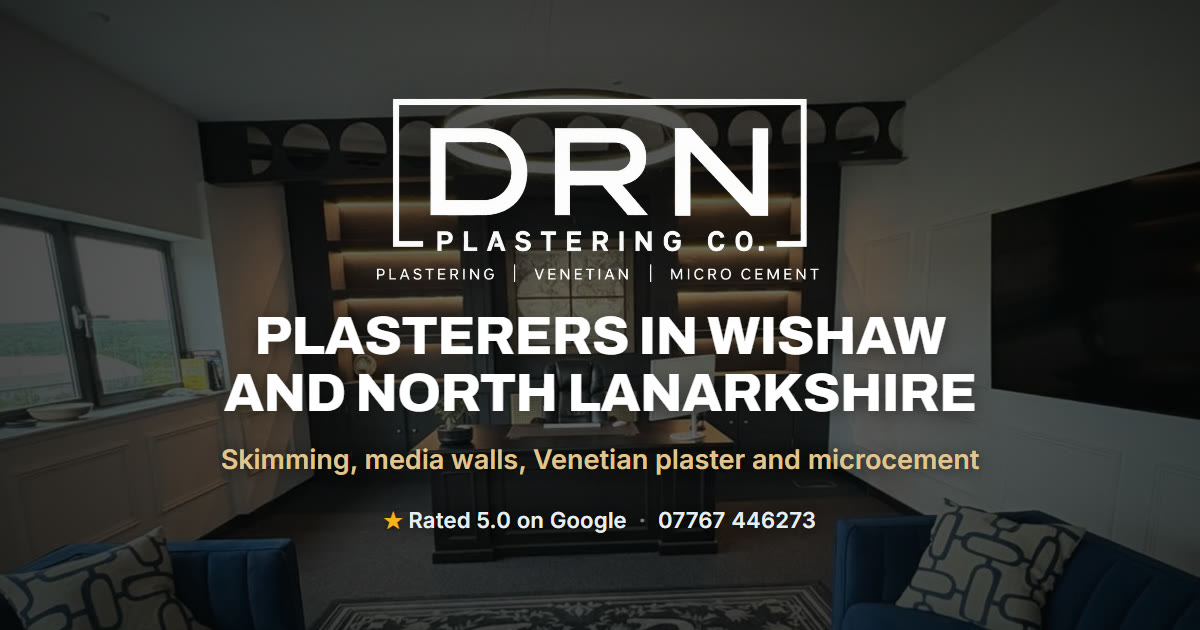 DRN
PLASTERING CO.
PLASTERING | VENETIAN | MICRO CEMENT
PLASTERERS IN WISHAW
AND NORTH LANARKSHIRE
Skimming, media walls, Venetian plaster and microcement
★ Rated 5.0 on Google · 07767 446273